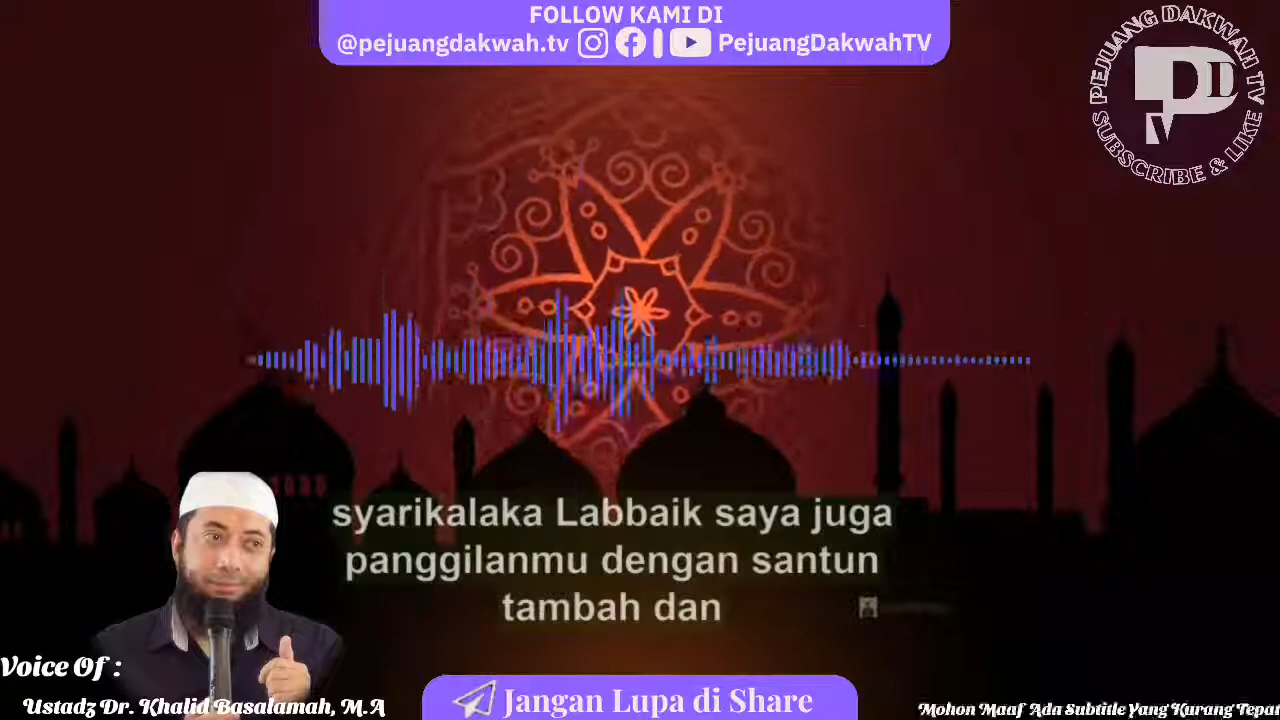 FOLLOW KAMI DI
@pejuangdakwah.tv PejuangDakwahTV
PEJUANG DAKWAH TV
SUBSCRIBE & LIKE
syarikalaka Labbaik saya juga
panggilanmu dengan santun
tambah dan
Voice Of :
Ustadz Dr. Khalid Basalamah, M.A
Jangan Lupa di Share
Mohon Maaf Ada Subtitle Yang Kurang Tepat